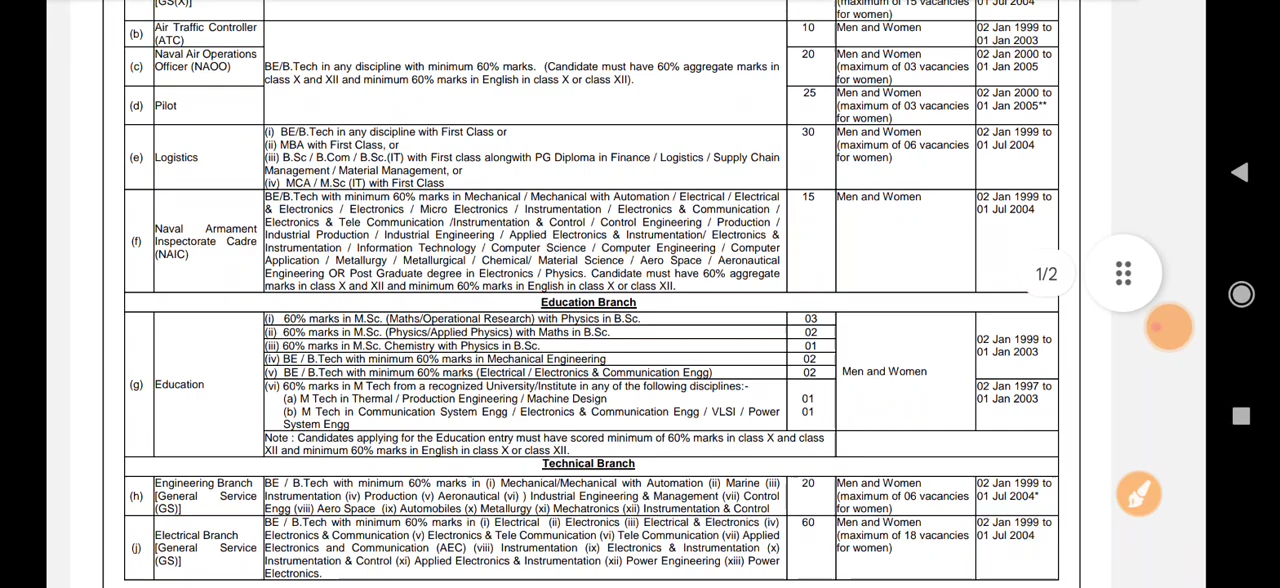 [GS(X)]
(maximum of 15 vacancies
for women)
(b)
Air Traffic Controller
(ATC)
10
Men and Women
02 Jan 1999 to
01 Jan 2003
(c)
Naval Air Operations
Officer (NAOO)
BE/B.Tech in any discipline with minimum 60% marks. (Candidate must have 60% aggregate marks in
class X and XII and minimum 60% marks in English in class X or class XII).
20
Men and Women
(maximum of 03 vacancies
for women)
02 Jan 2000 to
01 Jan 2005
(d)
Pilot
25
Men and Women
(maximum of 03 vacancies
for women)
02 Jan 2000 to
01 Jan 2005**
(e)
Logistics
(i) BE/B.Tech in any discipline with First Class or
(ii) MBA with First Class, or
(iii) B.Sc / B.Com / B.Sc.(IT) with First class alongwith PG Diploma in Finance / Logistics / Supply Chain
Management / Material Management, or
(iv) MCA / M.Sc (IT) with First Class
30
Men and Women
(maximum of 06 vacancies
for women)
02 Jan 1999 to
01 Jul 2004
(f)
Naval Armament
Inspectorate Cadre
(NAIC)
BE/B.Tech with minimum 60% marks in Mechanical / Mechanical with Automation / Electrical / Electrical
& Electronics / Electronics / Micro Electronics / Instrumentation / Electronics & Communication /
Electronics & Tele Communication /Instrumentation & Control / Control Engineering / Production /
Industrial Production / Industrial Engineering / Applied Electronics & Instrumentation/ Electronics &
Instrumentation / Information Technology / Computer Science / Computer Engineering / Computer
Application / Metallurgy / Metallurgical / Chemical/ Material Science / Aero Space / Aeronautical
Engineering OR Post Graduate degree in Electronics / Physics. Candidate must have 60% aggregate
marks in class X and XII and minimum 60% marks in English in class X or class XII.
15
Men and Women
02 Jan 1999 to
01 Jul 2004
1/2
Education Branch
(g)
Education
(i) 60% marks in M.Sc. (Maths/Operational Research) with Physics in B.Sc.
03
(ii) 60% marks in M.Sc. (Physics/Applied Physics) with Maths in B.Sc.
02
(iii) 60% marks in M.Sc. Chemistry with Physics in B.Sc.
01
(iv) BE / B.Tech with minimum 60% marks in Mechanical Engineering
02
(v) BE / B.Tech with minimum 60% marks (Electrical / Electronics & Communication Engg)
02
Men and Women
02 Jan 1999 to
01 Jan 2003
(vi) 60% marks in M Tech from a recognized University/Institute in any of the following disciplines:-
(a) M Tech in Thermal / Production Engineering / Machine Design
01
(b) M Tech in Communication System Engg / Electronics & Communication Engg / VLSI / Power
System Engg
01
02 Jan 1997 to
01 Jan 2003
Note : Candidates applying for the Education entry must have scored minimum of 60% marks in class X and class
XII and minimum 60% marks in English in class X or class XII.
Technical Branch
(h)
Engineering Branch
[General Service
(GS)]
BE / B.Tech with minimum 60% marks in (i) Mechanical/Mechanical with Automation (ii) Marine (iii)
Instrumentation (iv) Production (v) Aeronautical (vi) ) Industrial Engineering & Management (vii) Control
Engg (viii) Aero Space (ix) Automobiles (x) Metallurgy (xi) Mechatronics (xii) Instrumentation & Control
20
Men and Women
(maximum of 06 vacancies
for women)
02 Jan 1999 to
01 Jul 2004*
(j)
Electrical Branch
[General Service
(GS)]
BE / B.Tech with minimum 60% marks in (i) Electrical (ii) Electronics (iii) Electrical & Electronics (iv)
Electronics & Communication (v) Electronics & Tele Communication (vi) Tele Communication (vii) Applied
Electronics and Communication (AEC) (viii) Instrumentation (ix) Electronics & Instrumentation (x)
Instrumentation & Control (xi) Applied Electronics & Instrumentation (xii) Power Engineering (xiii) Power
Electronics.
60
Men and Women
(maximum of 18 vacancies
for women)
02 Jan 1999 to
01 Jul 2004